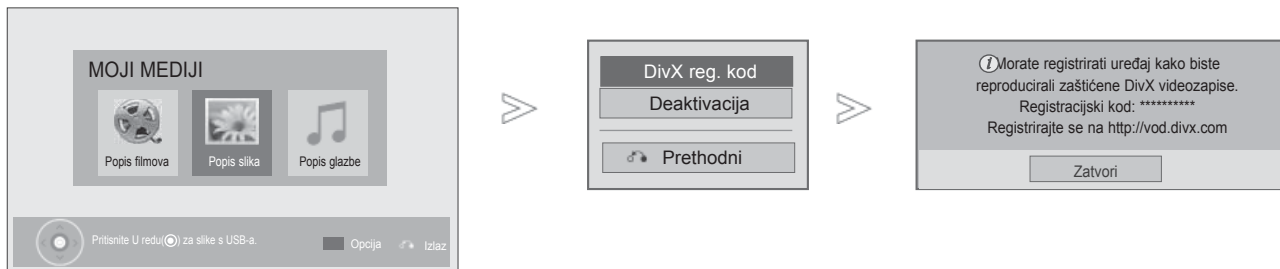 MOJI MEDIJI
Popis filmova
Popis slika
Popis glazbe
Pritisnite U redu(◉) za slike s USB-a.
Opcija
Izlaz
DivX reg. kod
Deaktivacija
Prethodni
ⓘMorate registrirati uređaj kako biste
reproducirali zaštićene DivX videozapise.
Registracijski kod: **********
Registrirajte se na http://vod.divx.com
Zatvori